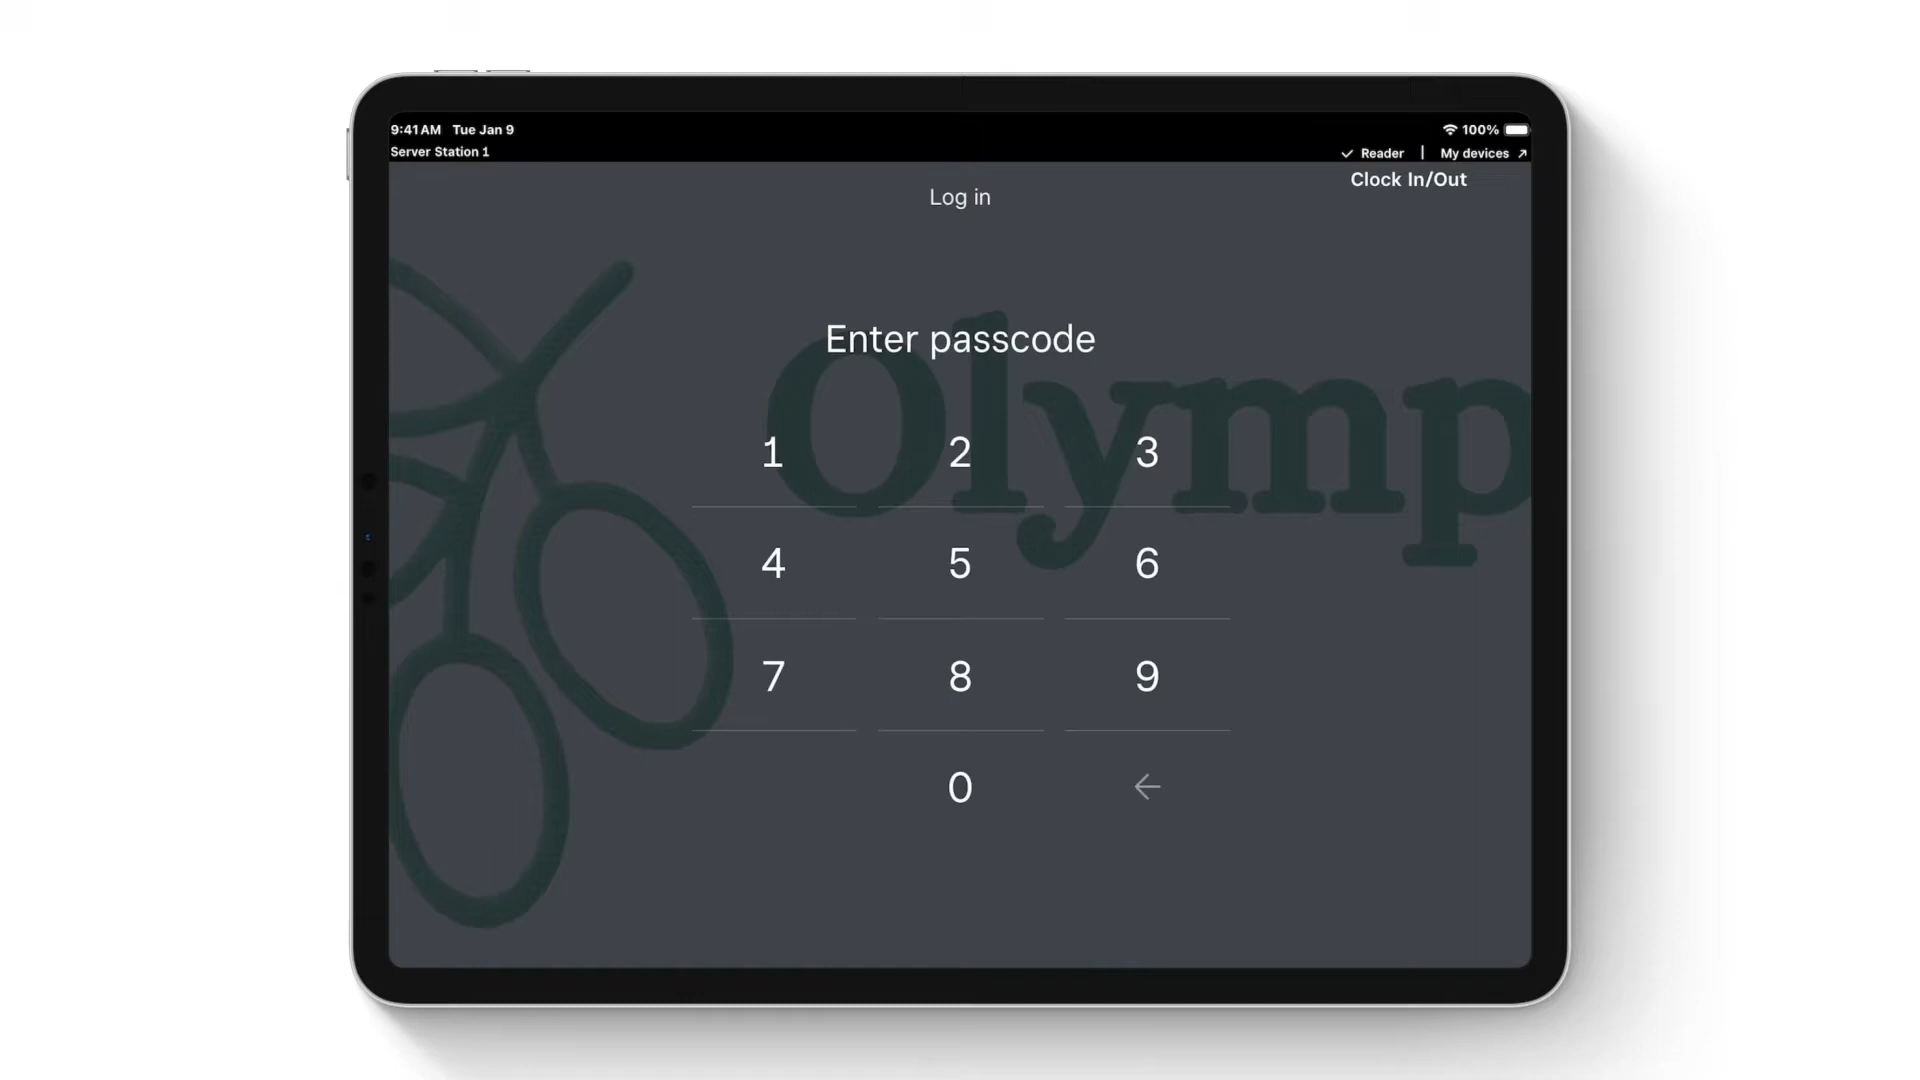 9:41 AM Tue Jan 9
100%
Server Station 1
Reader | My devices
Clock In/Out
Log in
Enter passcode
Olymp
1 2 3
4 5 6
7 8 9
0